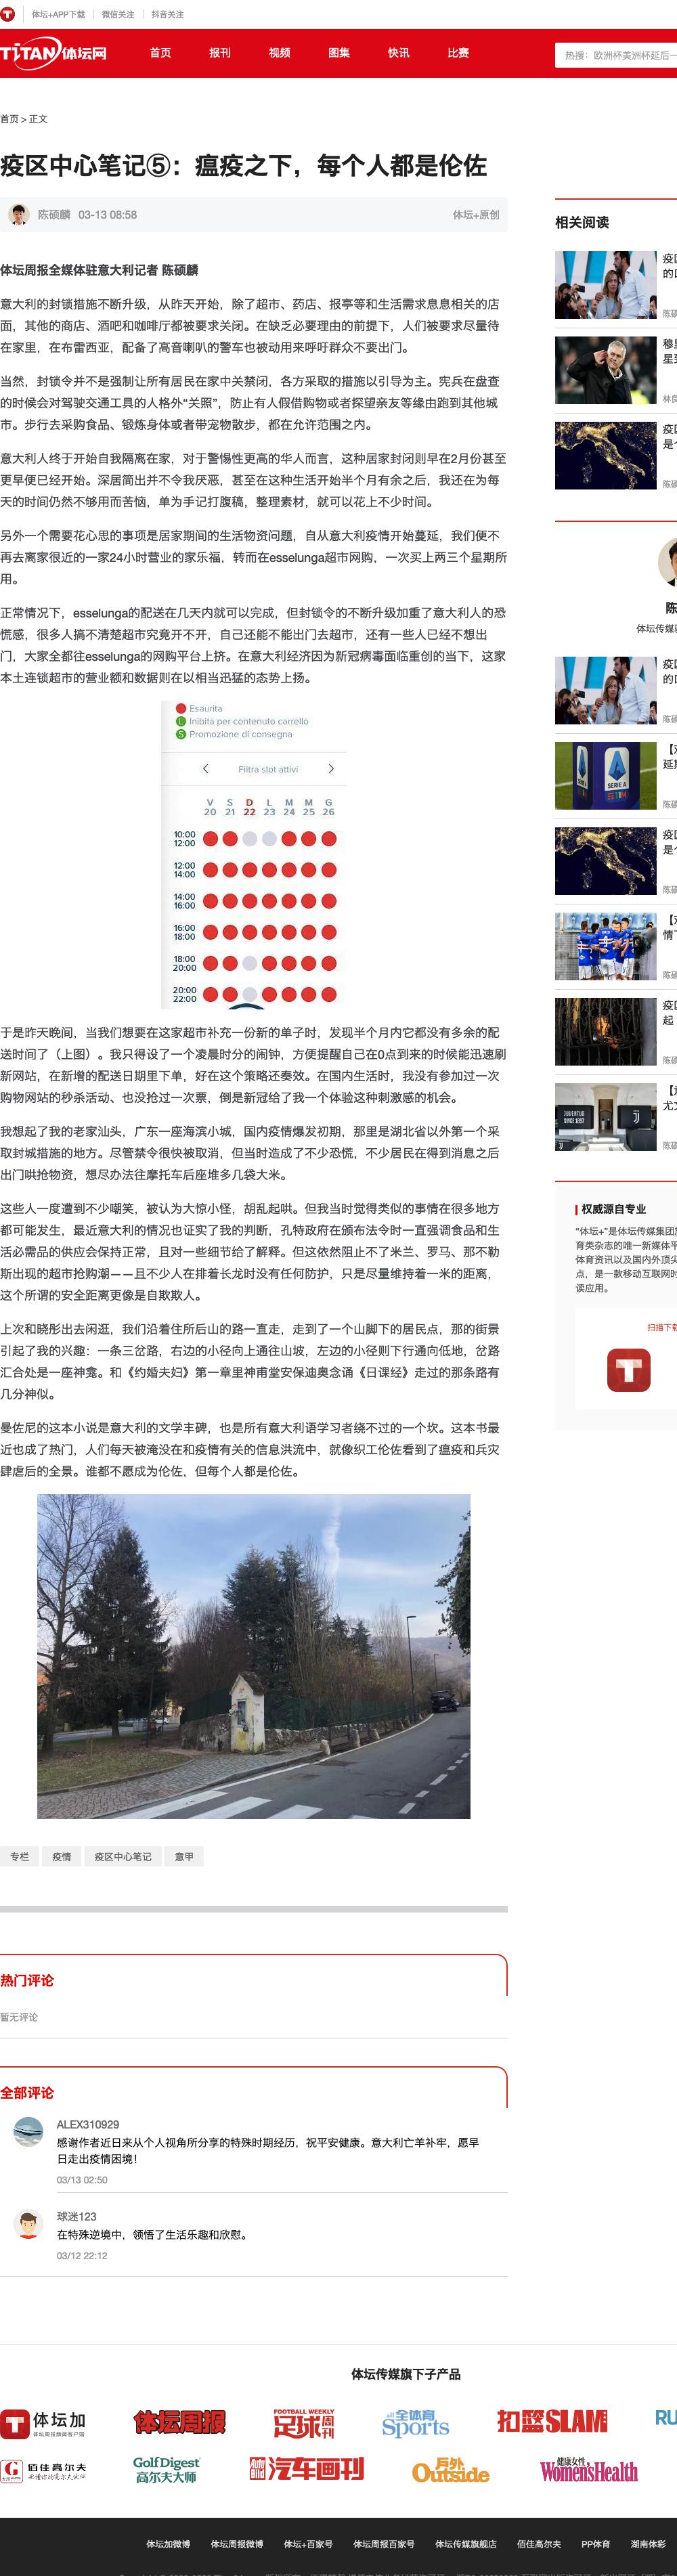 体坛+APP下载 微信关注 抖音关注
TiTAN体坛网 首页 报刊 视频 图集 快讯 比赛
热搜：欧洲杯美洲杯延后一
首页 > 正文
疫区中心笔记⑤：瘟疫之下，每个人都是伦佐
陈硕麟 03-13 08:58 体坛+原创
体坛周报全媒体驻意大利记者 陈硕麟
意大利的封锁措施不断升级，从昨天开始，除了超市、药店、报亭等和生活需求息息相关的店
面，其他的商店、酒吧和咖啡厅都被要求关闭。在缺乏必要理由的前提下，人们被要求尽量待
在家里，在布雷西亚，配备了高音喇叭的警车也被动用来呼吁群众不要出门。
当然，封锁令并不是强制让所有居民在家中关禁闭，各方采取的措施以引导为主。宪兵在盘查
的时候会对驾驶交通工具的人格外“关照”，防止有人假借购物或者探望亲友等缘由跑到其他城
市。步行去采购食品、锻炼身体或者带宠物散步，都在允许范围之内。
意大利人终于开始自我隔离在家，对于警惕性更高的华人而言，这种居家封闭则早在2月份甚至
更早便已经开始。深居简出并不令我厌恶，甚至在这种生活开始半个月有余之后，我还在为每
天的时间仍然不够用而苦恼，单为手记打腹稿，整理素材，就可以花上不少时间。
另外一个需要花心思的事项是居家期间的生活物资问题，自从意大利疫情开始蔓延，我们便不
再去离家很近的一家24小时营业的家乐福，转而在esselunga超市网购，一次买上两三个星期所
用。
正常情况下，esselunga的配送在几天内就可以完成，但封锁令的不断升级加重了意大利人的恐
慌感，很多人搞不清楚超市究竟开不开，自己还能不能出门去超市，还有一些人已经不想出
门，大家全都往esselunga的网购平台上挤。在意大利经济因为新冠病毒面临重创的当下，这家
本土连锁超市的营业额和数据则在以相当迅猛的态势上扬。
Esaurita
L Inibita per contenuto carrello
S Promozione di consegna
Filtra slot attivi
V S D L M M G
20 21 22 23 24 25 26
10:00
12:00
12:00
14:00
14:00
16:00
16:00
18:00
18:00
20:00
20:00
22:00
于是昨天晚间，当我们想要在这家超市补充一份新的单子时，发现半个月内它都没有多余的配
送时间了（上图）。我只得设了一个凌晨时分的闹钟，方便提醒自己在0点到来的时候能迅速刷
新网站，在新增的配送日期里下单，好在这个策略还奏效。在国内生活时，我没有参加过一次
购物网站的秒杀活动、也没抢过一次票，倒是新冠给了我一个体验这种刺激感的机会。
我想起了我的老家汕头，广东一座海滨小城，国内疫情爆发初期，那里是湖北省以外第一个采
取封城措施的地方。尽管禁令很快被取消，但当时造成了不少恐慌，不少居民在得到消息之后
出门哄抢物资，想尽办法往摩托车后座堆多几袋大米。
这些人一度遭到不少嘲笑，被认为大惊小怪，胡乱起哄。但我当时觉得类似的事情在很多地方
都可能发生，最近意大利的情况也证实了我的判断，孔特政府在颁布法令时一直强调食品和生
活必需品的供应会保持正常，且对一些细节给了解释。但这依然阻止不了米兰、罗马、那不勒
斯出现的超市抢购潮——且不少人在排着长龙时没有任何防护，只是尽量维持着一米的距离，
这个所谓的安全距离更像是自欺欺人。
上次和晓彤出去闲逛，我们沿着住所后山的路一直走，走到了一个山脚下的居民点，那的街景
引起了我的兴趣：一条三岔路，右边的小径向上通往山坡，左边的小径则下行通向低地，岔路
汇合处是一座神龛。和《约婚夫妇》第一章里神甫堂安保迪奥念诵《日课经》走过的那条路有
几分神似。
曼佐尼的这本小说是意大利的文学丰碑，也是所有意大利语学习者绕不过的一个坎。这本书最
近也成了热门，人们每天被淹没在和疫情有关的信息洪流中，就像织工伦佐看到了瘟疫和兵灾
肆虐后的全景。谁都不愿成为伦佐，但每个人都是伦佐。
专栏 疫情 疫区中心笔记 意甲
热门评论
暂无评论
全部评论
ALEX310929
感谢作者近日来从个人视角所分享的特殊时期经历，祝平安健康。意大利亡羊补牢，愿早
日走出疫情困境！
03/13 02:50
球迷123
在特殊逆境中，领悟了生活乐趣和欣慰。
03/12 22:12
相关阅读
的
陈硕
穆
星
林良
是
陈硕
陈
体坛传媒
的
陈硕
SERIE A
TIM
延
陈硕
是
陈硕
情
陈硕
起
陈硕
JUVENTUS
SINCE 1897
尤
陈硕
权威源自专业
“体坛+”是体坛传媒集团
育类杂志的唯一新媒体平
体育资讯以及国内外顶尖
点，是一款移动互联网时
读应用。
扫描下载
体坛传媒旗下子产品
体坛加 体坛周报新闻客户端 体坛周报 FOOTBALL WEEKLY 足球周刊 全体育 Sports 扣篮SLAM RU
佰佳高尔夫 Golf Digest 高尔夫大师 汽车画刊 户外 Outside 健康女性 Women'sHealth
体坛加微博 体坛周报微博 体坛+百家号 体坛周报百家号 体坛传媒旗舰店 佰佳高尔夫 PP体育 湖南体彩